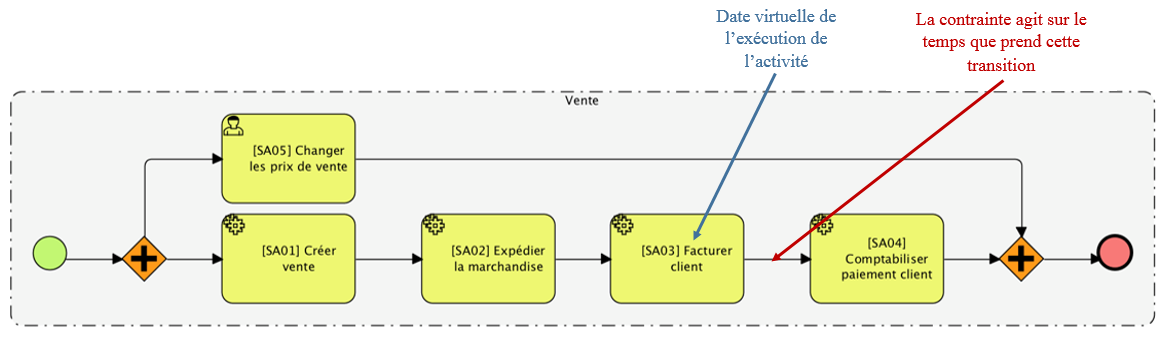 Date virtuelle de
l’exécution de
l’activité
La contrainte agit sur le
temps que prend cette
transition
Vente
[SA05] Changer
les prix de vente
[SA01] Créer
vente
[SA02] Expédier
la marchandise
[SA03] Facturer
client
[SA04]
Comptabiliser
paiement client